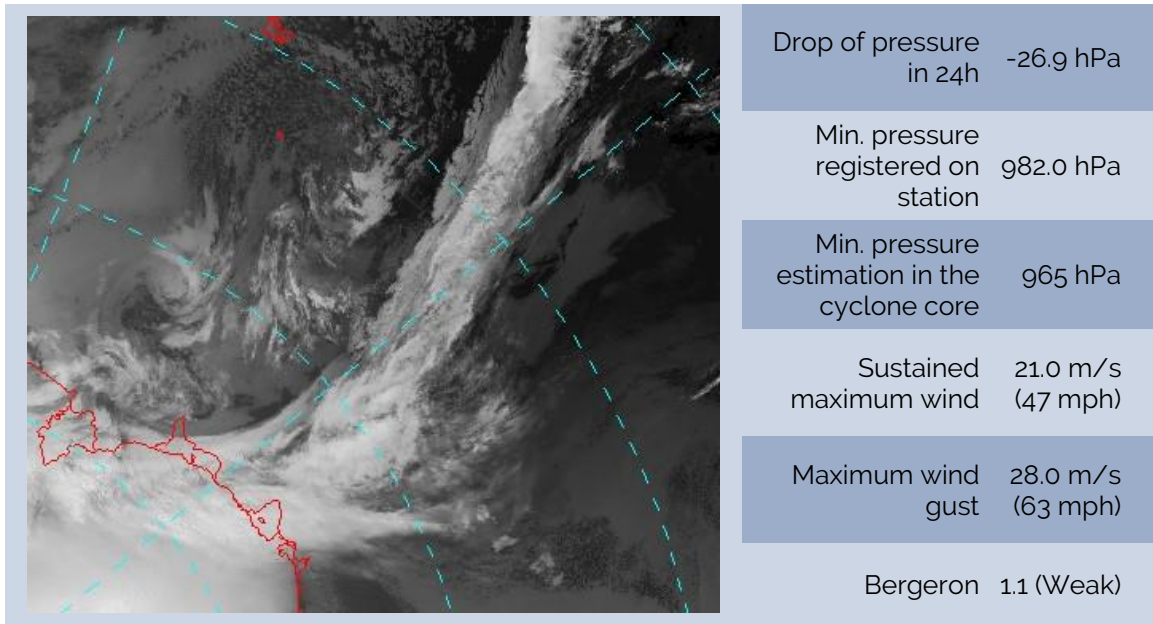 Drop of pressure
in 24h
-26.9 hPa
Min. pressure
registered on
station
982.0 hPa
Min. pressure
estimation in the
cyclone core
965 hPa
Sustained
maximum wind
21.0 m/s
(47 mph)
Maximum wind
gust
28.0 m/s
(63 mph)
Bergeron
1.1 (Weak)